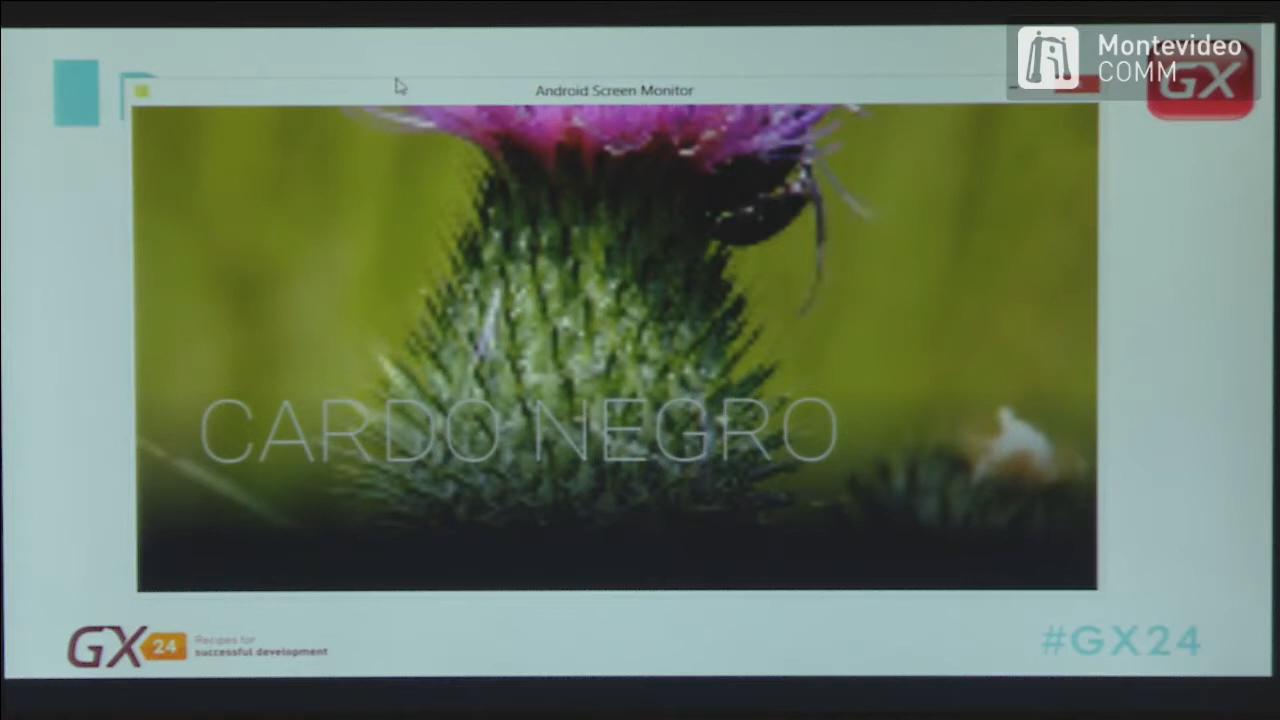 Montevideo
COMM
GX
Android Screen Monitor
CARDO NEGRO
GX 24
Recipes for
successful development
#GX24